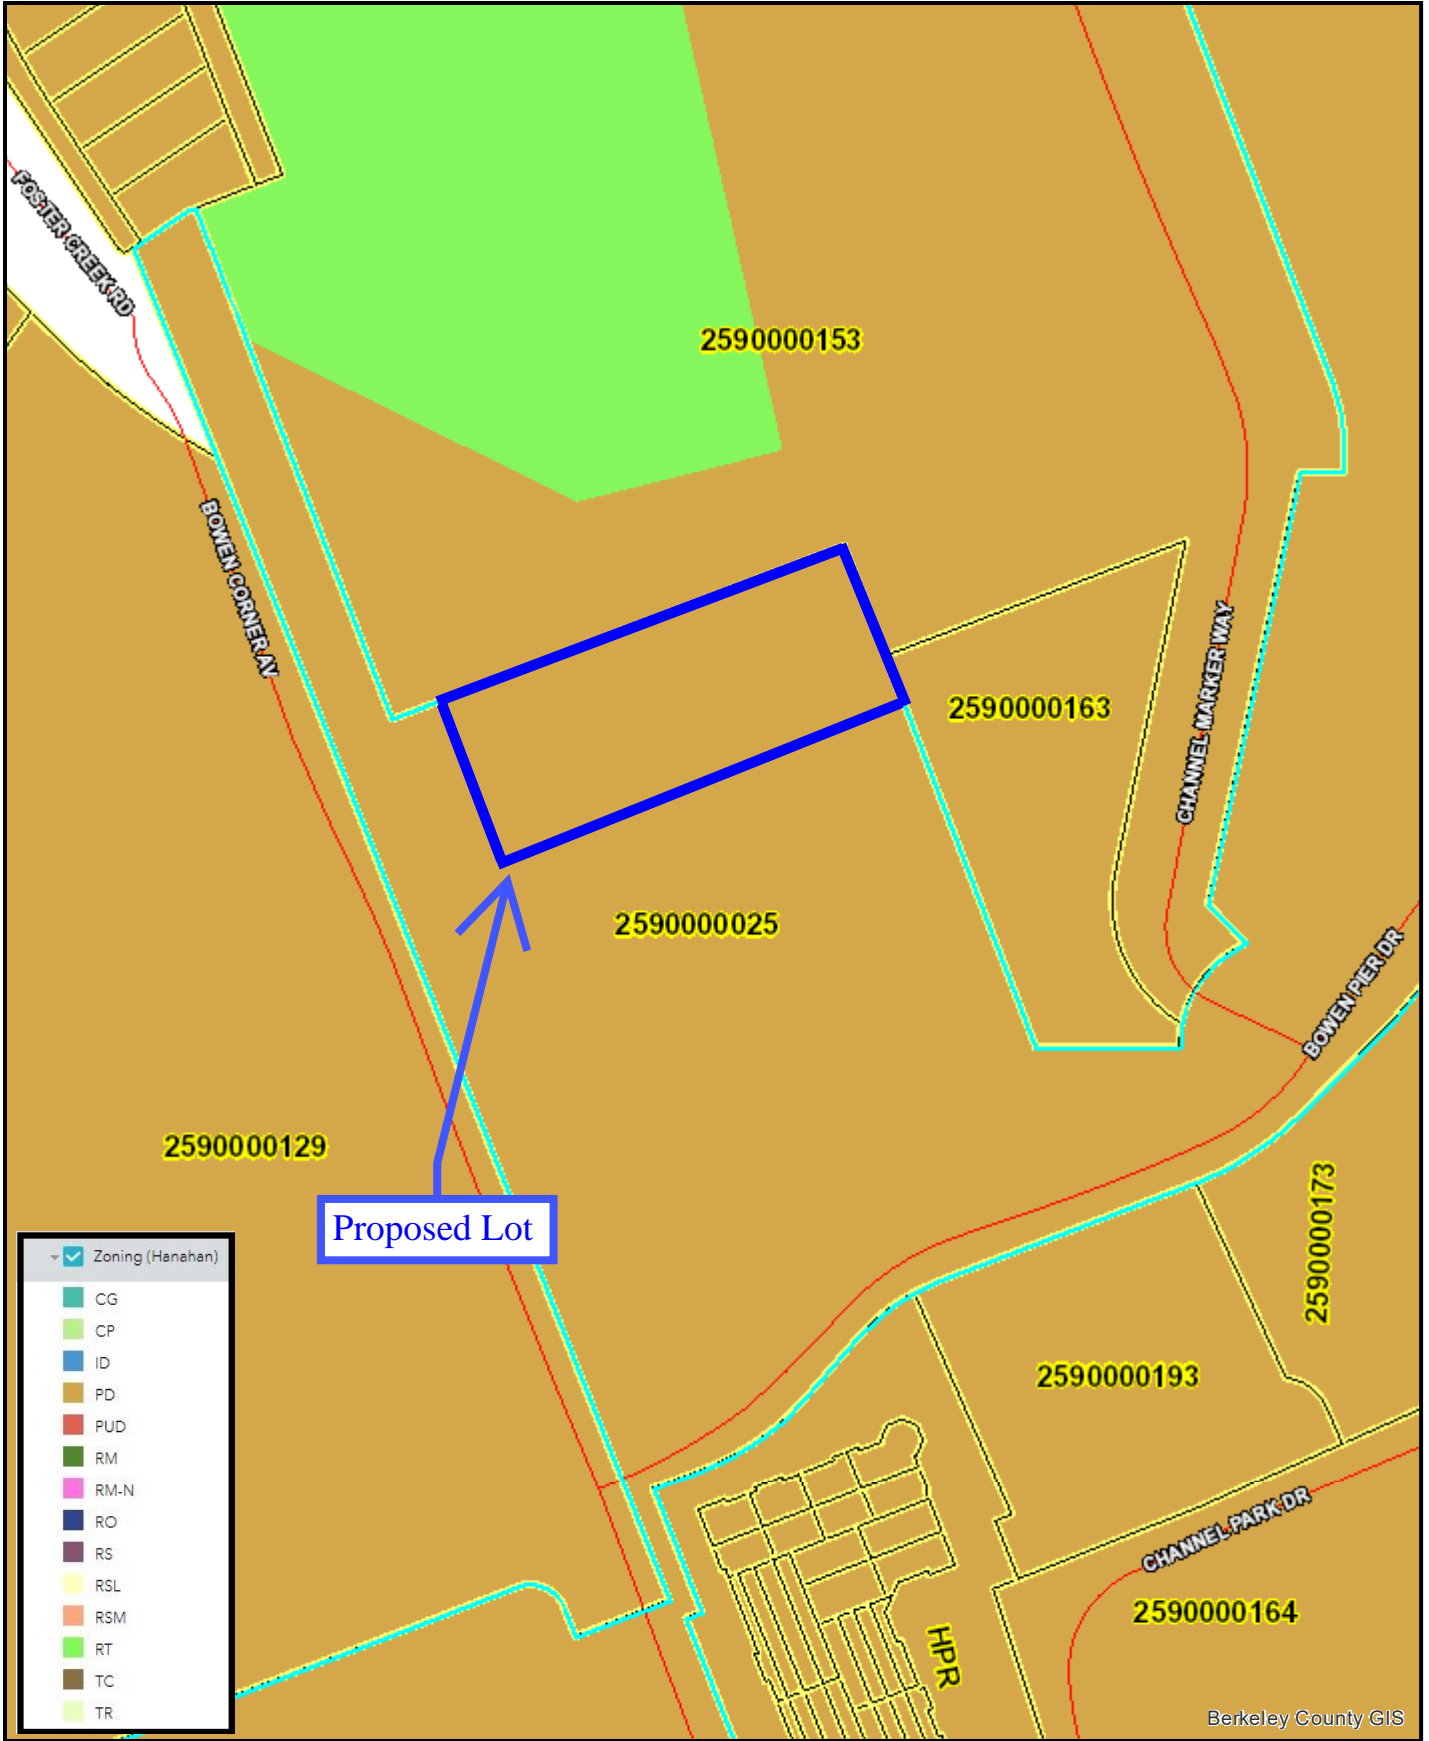 FOSTER CREEK RD
2590000153
BOWEN CORNER AV
CHANNEL MARKER WAY
2590000163
2590000025
BOWEN PIER DR
2590000129
2590000173
Proposed Lot
Zoning (Hanahan)
CG
CP
ID
PD
PUD
RM
RM-N
RO
RS
RSL
RSM
RT
TC
TR
2590000193
CHANNEL PARK DR
2590000164
HPR
Berkeley County GIS